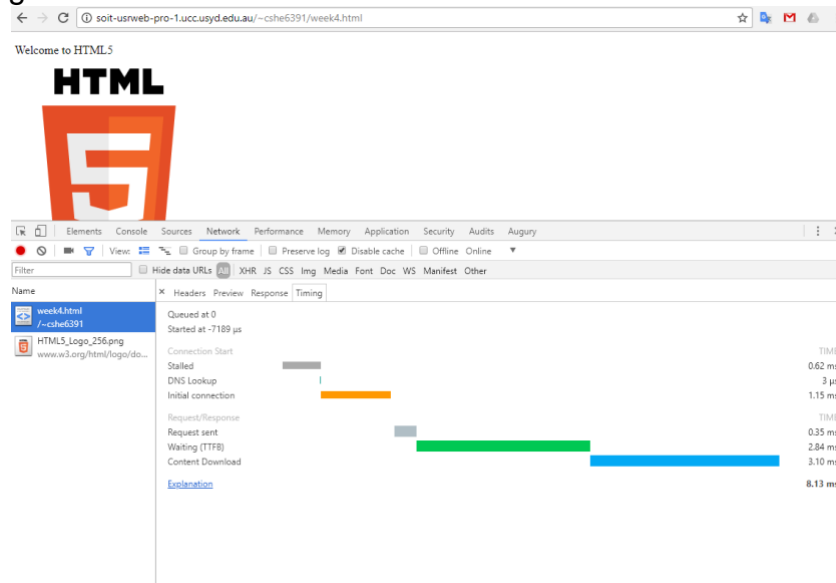 soit-usrweb-pro-1.ucc.usyd.edu.au/~cshe6391/week4.html
Welcome to HTML5
HTML
5
Elements Console Sources Network Performance Memory Application Security Audits Augury
View: Group by frame Preserve log Disable cache Offline Online
Filter Hide data URLs All XHR JS CSS Img Media Font Doc WS Manifest Other
Name × Headers Preview Response Timing
week4.html
/~cshe6391
HTML5_Logo_256.png
www.w3.org/html/logo/do...
Queued at 0
Started at -7189 µs
Connection Start TIM
Stalled 0.62 ms
DNS Lookup 3 µs
Initial connection 1.15 ms
Request/Response TIM
Request sent 0.35 ms
Waiting (TTFB) 2.84 ms
Content Download 3.10 ms
Explanation 8.13 ms